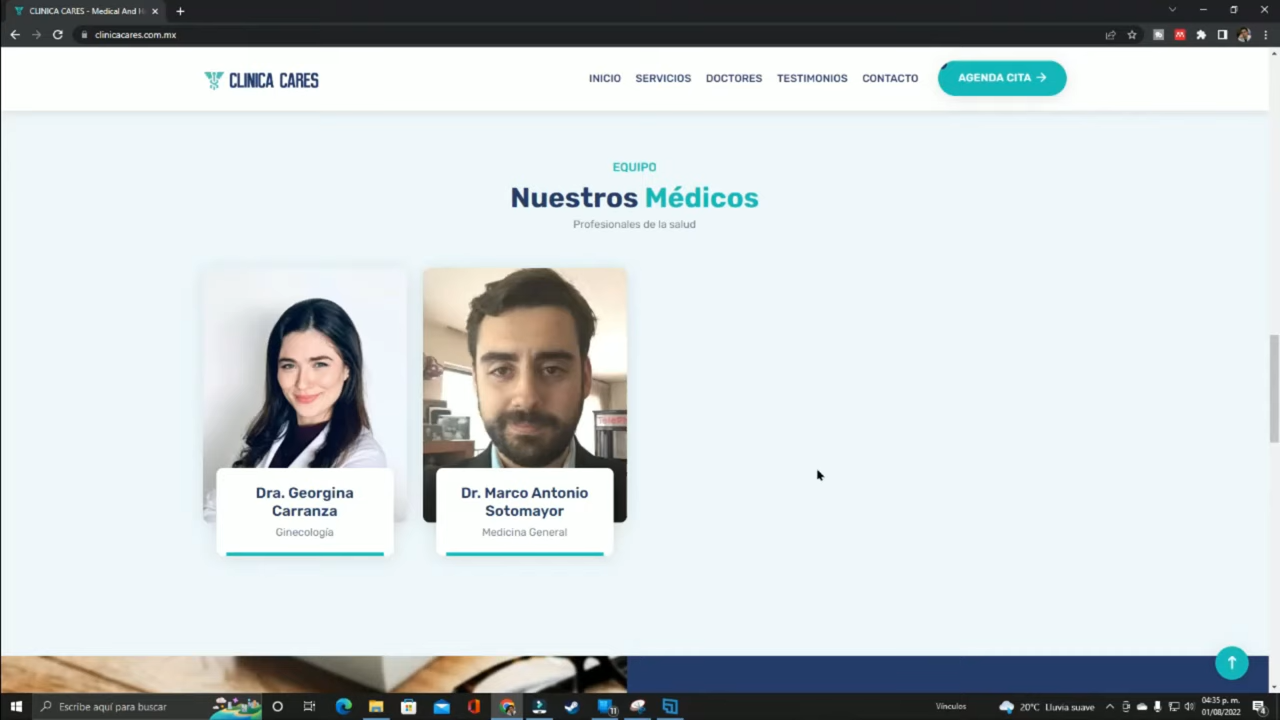 CLINICA CARES - Medical And H
clinicacares.com.mx
CLINICA CARES
INICIO SERVICIOS DOCTORES TESTIMONIOS CONTACTO AGENDA CITA →
EQUIPO
Nuestros Médicos
Profesionales de la salud
Dra. Georgina
Carranza
Ginecología
Dr. Marco Antonio
Sotomayor
Medicina General
Escribe aquí para buscar
Vínculos
20°C Lluvia suave
04:35 p. m.
01/08/2022